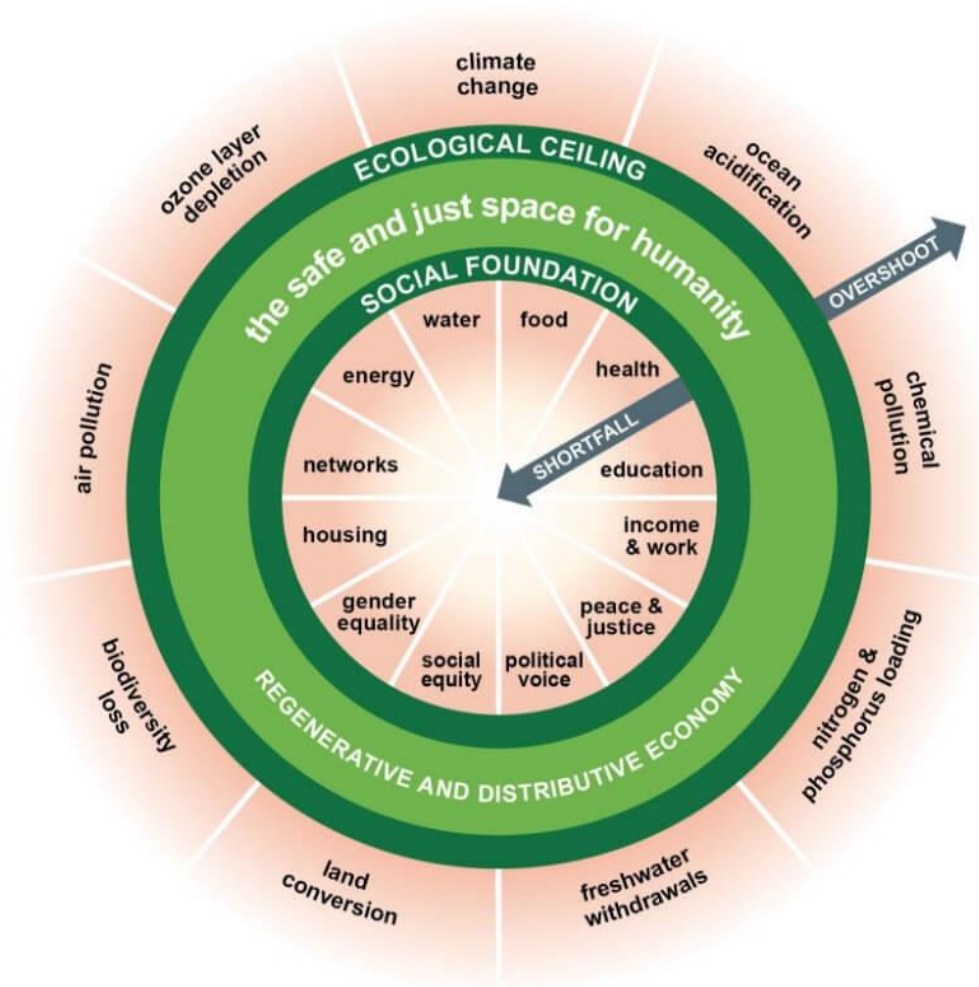 climate
change
ozone layer
depletion
ocean
acidification
ECOLOGICAL CEILING
the safe and just space for humanity
SOCIAL FOUNDATION
OVERSHOOT
water
food
energy
health
air pollution
chemical
pollution
SHORTFALL
networks
education
housing
income
& work
gender
equality
peace &
justice
social
equity
political
voice
biodiversity
loss
nitrogen &
phosphorus loading
REGENERATIVE AND DISTRIBUTIVE ECONOMY
land
conversion
freshwater
withdrawals